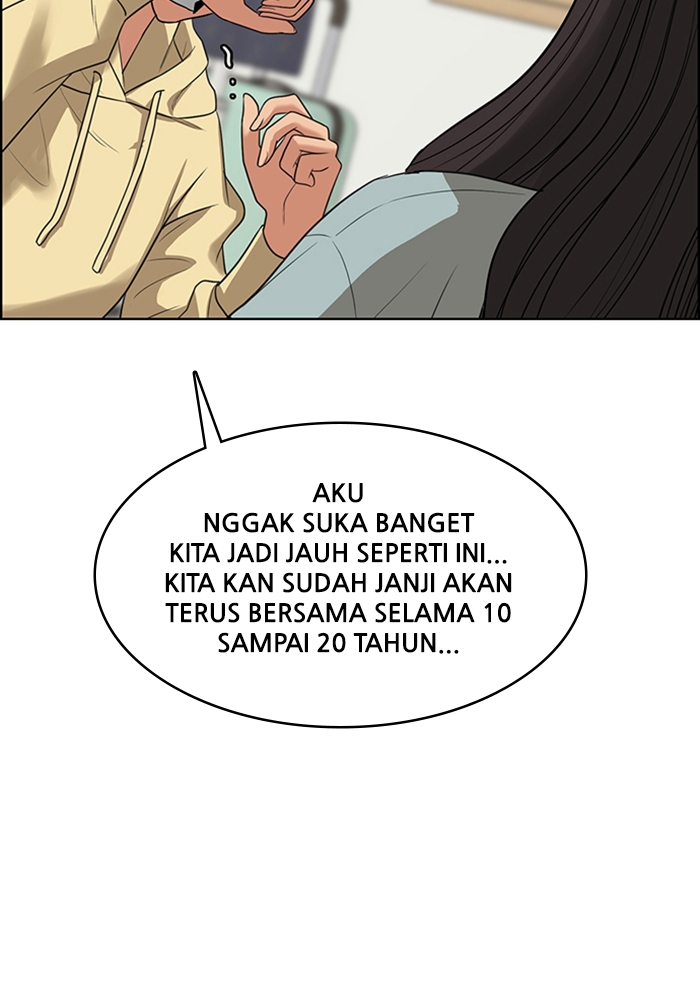 AKU
NGGAK SUKA BANGET
KITA JADI JAUH SEPERTI INI...
KITA KAN SUDAH JANJI AKAN
TERUS BERSAMA SELAMA 10
SAMPAI 20 TAHUN...